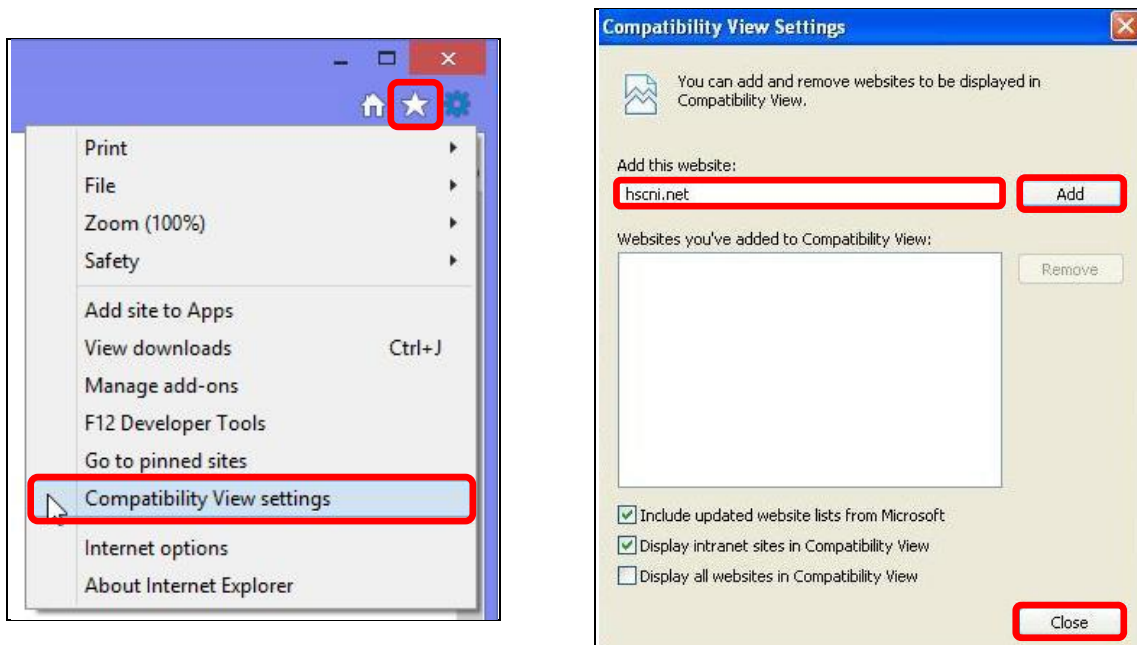 Print
File
Zoom (100%)
Safety
Add site to Apps
View downloads Ctrl+J
Manage add-ons
F12 Developer Tools
Go to pinned sites
Compatibility View settings
Internet options
About Internet Explorer
Compatibility View Settings
You can add and remove websites to be displayed in
Compatibility View.
Add this website:
hscni.net Add
Websites you've added to Compatibility View:
Remove
Include updated website lists from Microsoft
Display intranet sites in Compatibility View
Display all websites in Compatibility View
Close